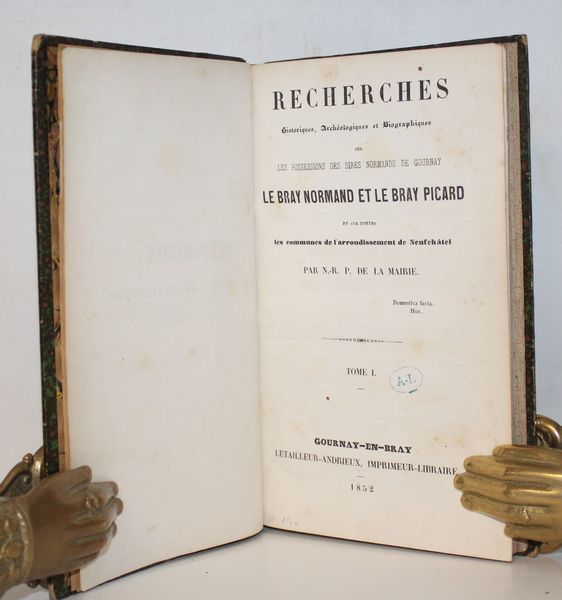 RECHERCHES
Historiques, Archéologiques et Biographiques
SUR
LES POSSESSIONS DES SIRES NORMANDS DE GOURNAY
LE BRAY NORMAND ET LE BRAY PICARD
ET SUR TOUTES
les communes de l'arrondissement de Neufchâtel
PAR N.-R. P. DE LA MAIRIE.
Domestica facta.
Hor.
TOME I.
A-L
GOURNAY-EN-BRAY
LETAILLEUR-ANDRIEUX, IMPRIMEUR-LIBRAIRE
1852